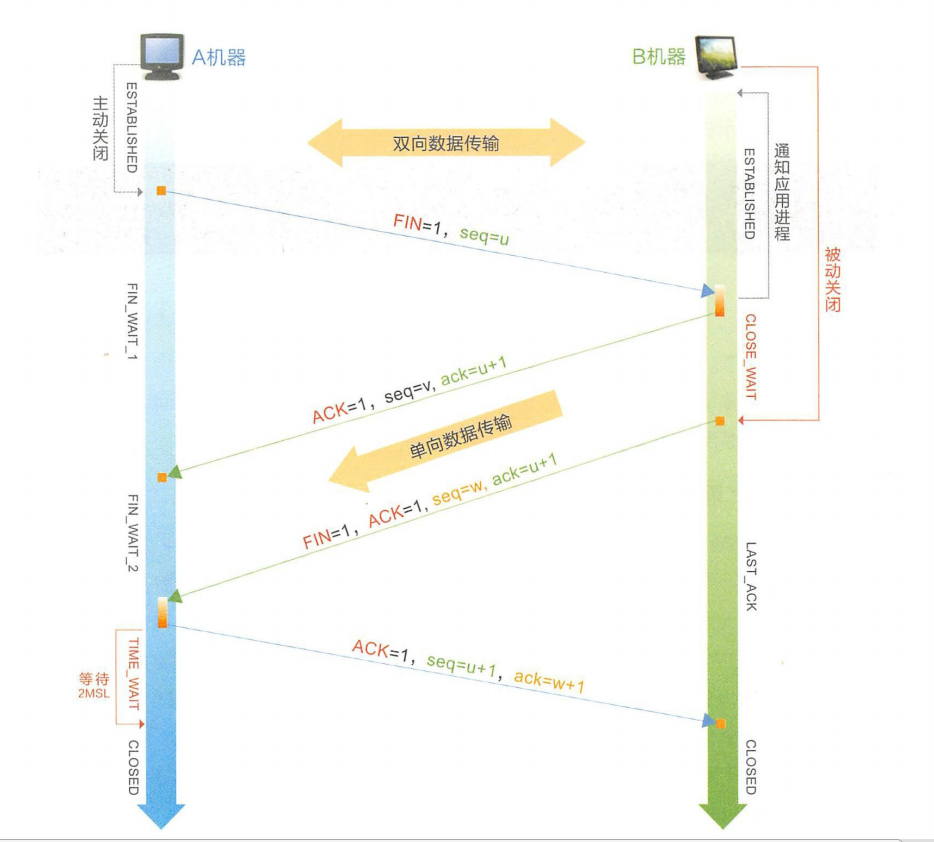 A机器
B机器
主动关闭
ESTABLISHED
双向数据传输
ESTABLISHED
通知应用进程
FIN=1，seq=u
被动关闭
FIN_WAIT_1
CLOSE_WAIT
ACK=1，seq=v, ack=u+1
单向数据传输
FIN=1，ACK=1, seq=w, ack=u+1
FIN_WAIT_2
LAST_ACK
ACK=1，seq=u+1，ack=w+1
等待
2MSL
TIME_WAIT
CLOSED
CLOSED